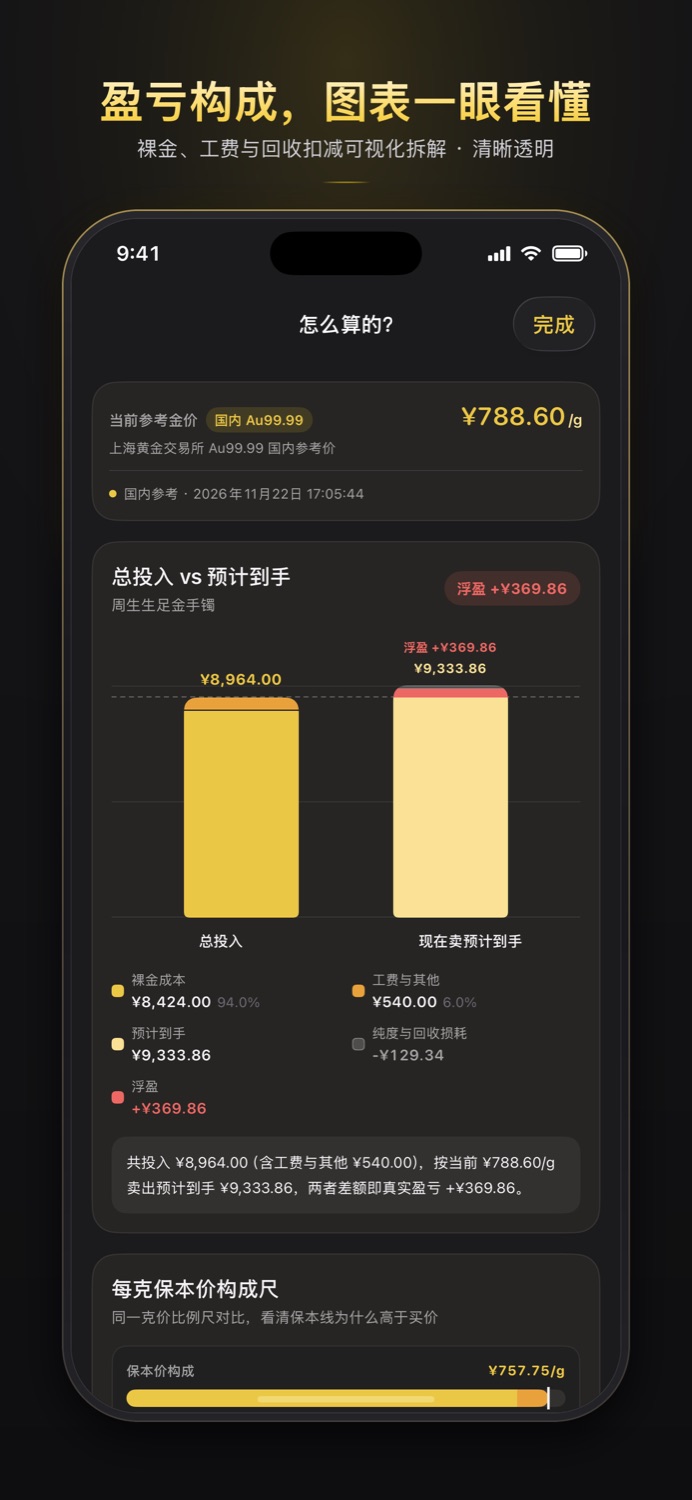 盈亏构成，图表一眼看懂
裸金、工费与回收扣减可视化拆解 · 清晰透明
9:41
怎么算的?
完成
当前参考金价 国内 Au99.99 ¥788.60/g
上海黄金交易所 Au99.99 国内参考价
国内参考 · 2026年11月22日 17:05:44
总投入 vs 预计到手
周生生足金手镯
浮盈 +¥369.86
浮盈 +¥369.86
¥9,333.86
¥8,964.00
总投入 现在卖预计到手
裸金成本
¥8,424.00 94.0%
工费与其他
¥540.00 6.0%
预计到手
¥9,333.86
纯度与回收损耗
-¥129.34
浮盈
+¥369.86
共投入 ¥8,964.00 (含工费与其他 ¥540.00)，按当前 ¥788.60/g
卖出预计到手 ¥9,333.86，两者差额即真实盈亏 +¥369.86。
每克保本价构成尺
同一克价比例尺对比，看清保本线为什么高于买价
保本价构成 ¥757.75/g